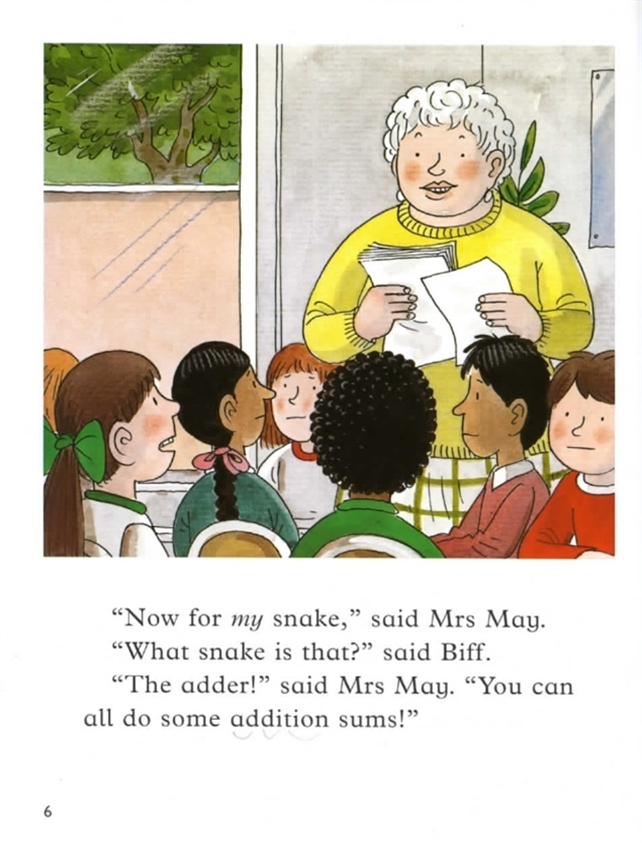 “Now for my snake,” said Mrs May.
“What snake is that?” said Biff.
“The adder!” said Mrs May. “You can
all do some addition sums!”
6